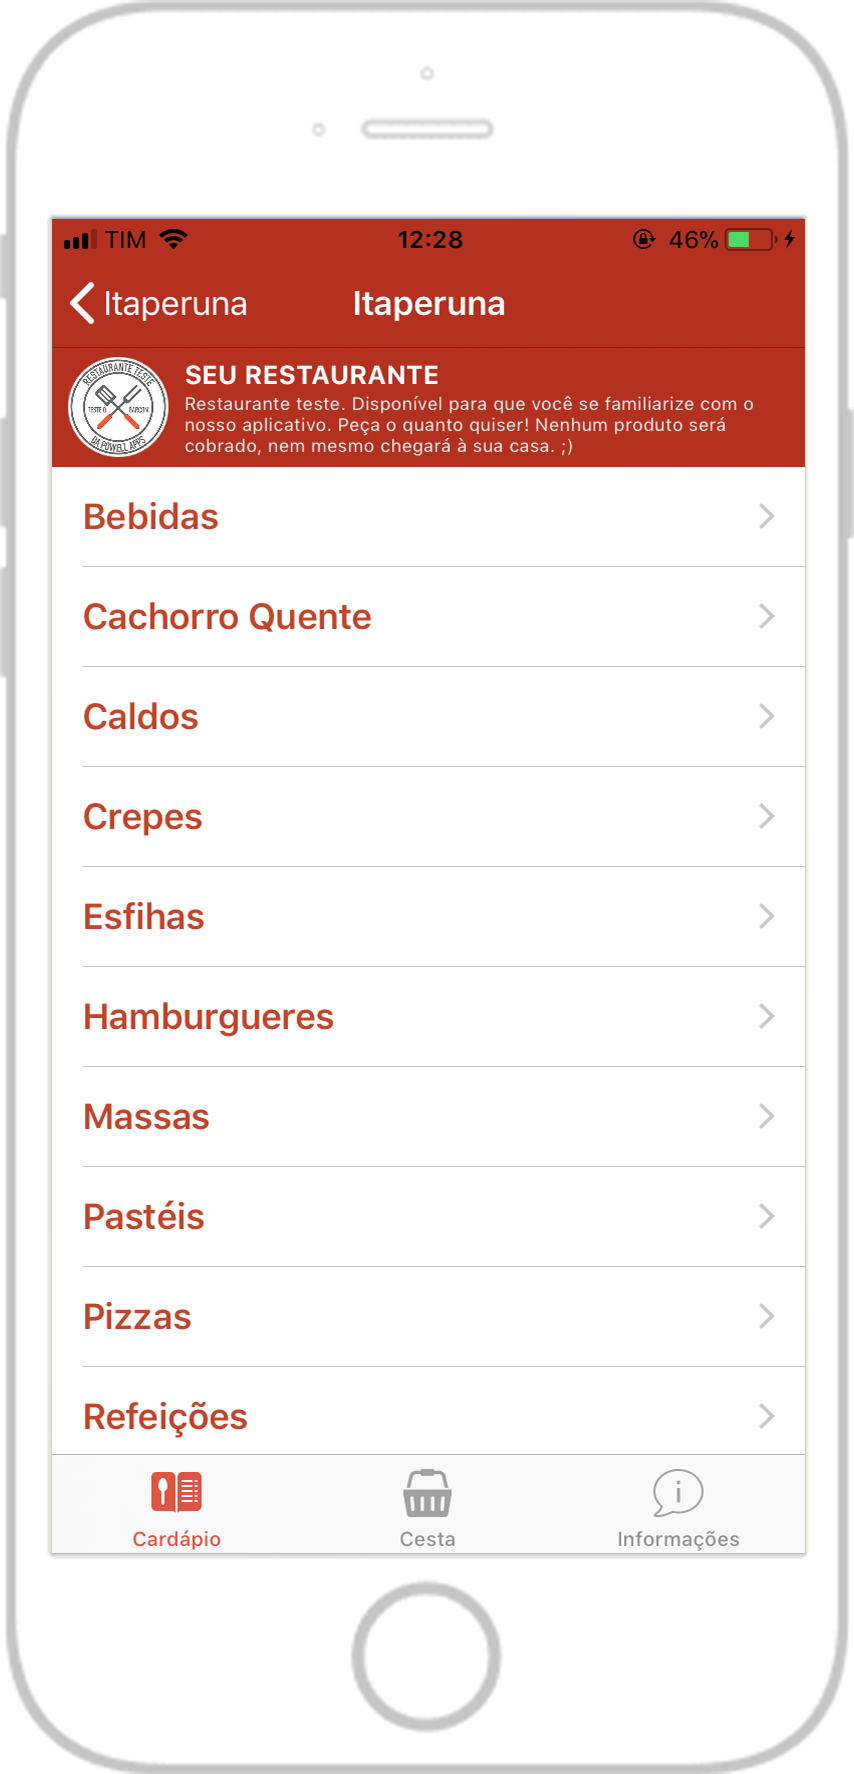 TIM 12:28 46%
Itaperuna Itaperuna
RESTAURANTE TESTE
TESTE O GARCON
DA POWELL APPS
SEU RESTAURANTE
Restaurante teste. Disponível para que você se familiarize com o
nosso aplicativo. Peça o quanto quiser! Nenhum produto será
cobrado, nem mesmo chegará à sua casa. ;)
Bebidas
Cachorro Quente
Caldos
Crepes
Esfihas
Hamburgueres
Massas
Pastéis
Pizzas
Refeições
Cardápio Cesta Informações